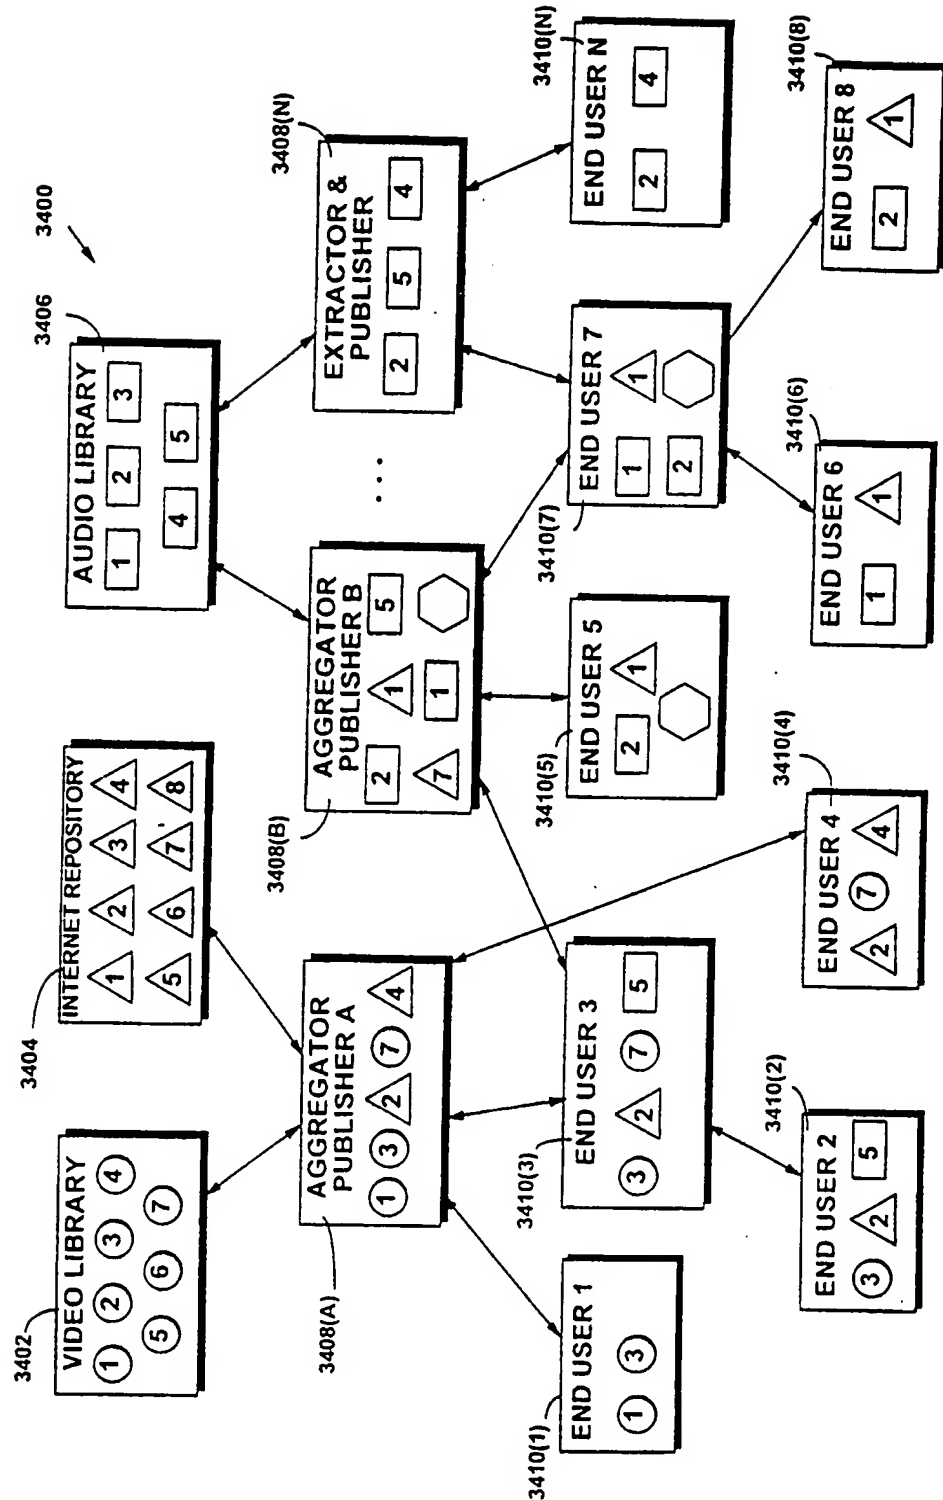 3400
3402
VIDEO LIBRARY
1 2 3 4
5 6 7
3404
INTERNET REPOSITORY
1 2 3 4
5 6 7 8
3406
AUDIO LIBRARY
1 2 3
4 5
3408(A)
AGGREGATOR
PUBLISHER A
1 3 2 7 4
3408(B)
AGGREGATOR
PUBLISHER B
2 1 5
7 1
...
3408(N)
EXTRACTOR &
PUBLISHER
2 5 4
3410(1)
END USER 1
1 3
3410(3)
END USER 3
3 2 7 5
3410(5)
END USER 5
2 1
3410(7)
END USER 7
1 1
2
3410(N)
END USER N
2 4
3410(2)
END USER 2
3 2 5
3410(4)
END USER 4
2 7 4
3410(6)
END USER 6
1 1
3410(8)
END USER 8
2 1